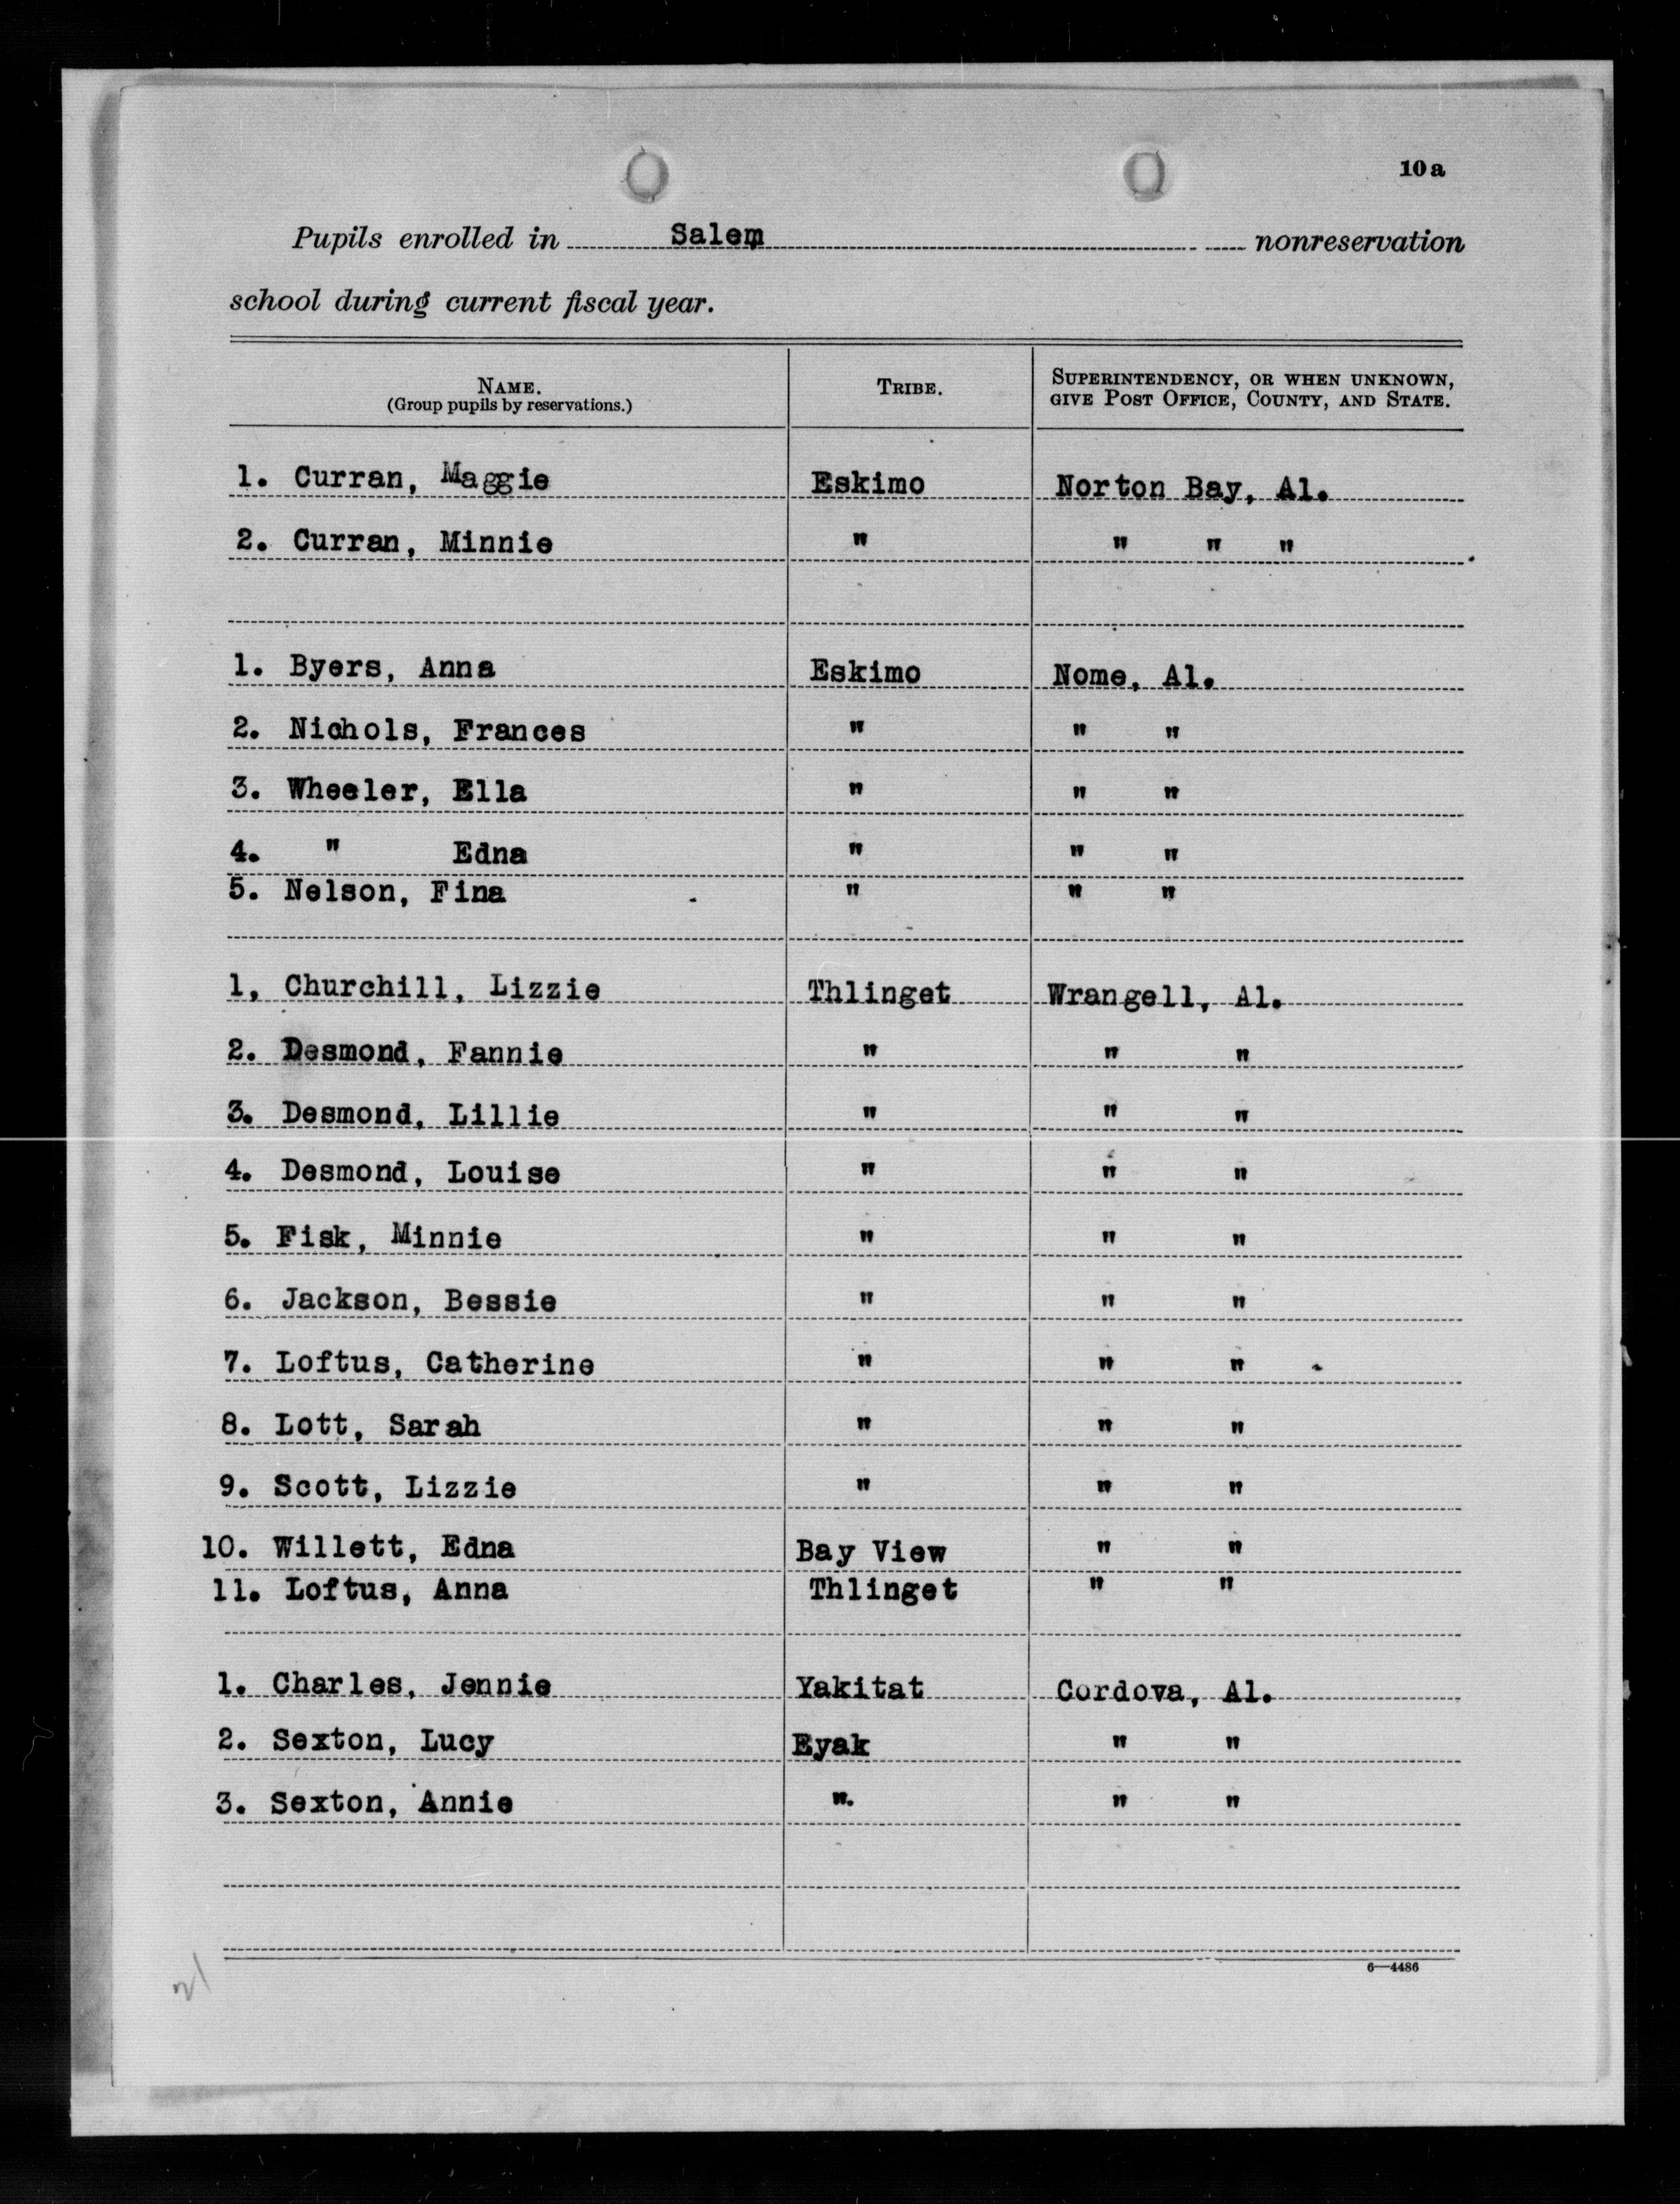 10a
Pupils enrolled in Salem nonreservation
school during current fiscal year.
NAME. TRIBE. SUPERINTENDENCY, OR WHEN UNKNOWN,
(Group pupils by reservations.) GIVE POST OFFICE, COUNTY, AND STATE.
1. Curran, Maggie Eskimo Norton Bay, Al.
2. Curran, Minnie " " " "
1. Byers, Anna Eskimo Nome, Al.
2. Nichols, Frances " " "
3. Wheeler, Ella " " "
4. " Edna " " "
5. Nelson, Fina " " "
1, Churchill, Lizzie Thlinget Wrangell, Al.
2. Desmond, Fannie " " "
3. Desmond, Lillie " " "
4. Desmond, Louise " " "
5. Fisk, Minnie " " "
6. Jackson, Bessie " " "
7. Loftus, Catherine " " "
8. Lott, Sarah " " "
9. Scott, Lizzie " " "
10. Willett, Edna Bay View " "
11. Loftus, Anna Thlinget " "
1. Charles, Jennie Yakitat Cordova, Al.
2. Sexton, Lucy Eyak " "
3. Sexton, Annie ". " "
6—4486
21